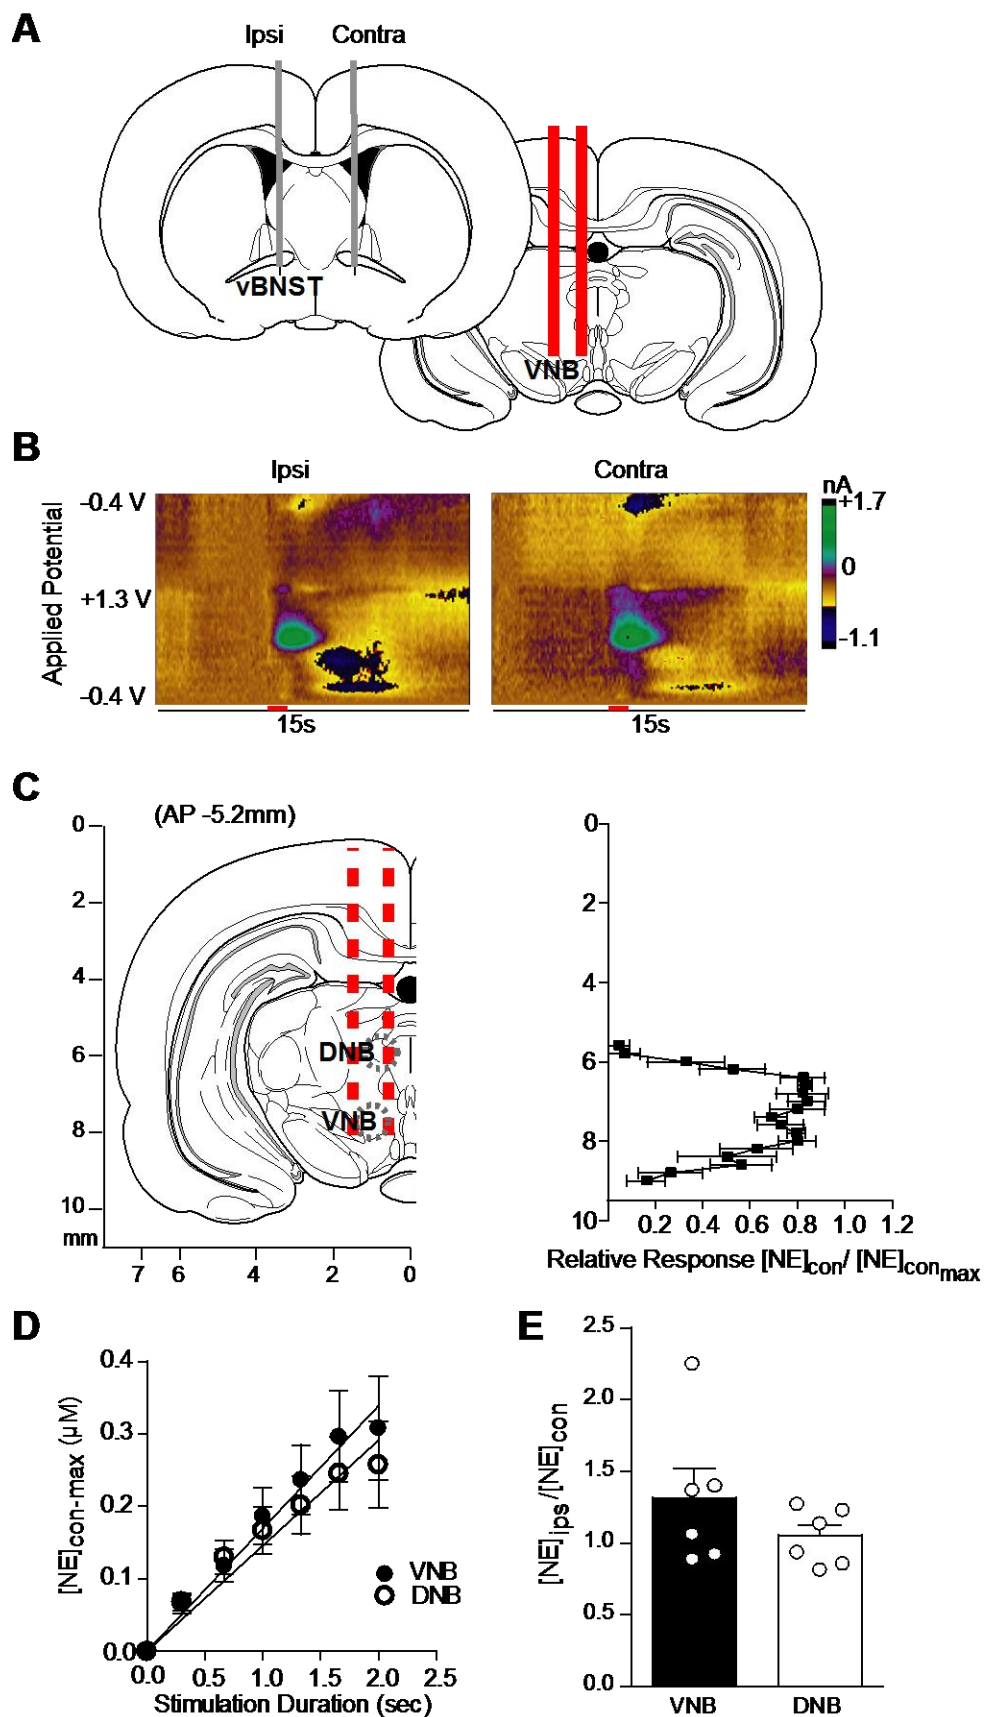 A
Ipsi Contra
vBNST
VNB
B
Ipsi Contra
nA
Applied Potential
-0.4 V
+1.3 V
-0.4 V
+1.7
0
-1.1
15s 15s
C
(AP -5.2mm)
0
2
4
6
8
10
mm
7 6 4 2 0
DNB
VNB
0
2
4
6
8
10
0.2 0.4 0.6 0.8 1.0 1.2
Relative Response [NE]con/ [NE]conmax
D
[NE]con-max (µM)
0.4
0.3
0.2
0.1
0.0
0.0 0.5 1.0 1.5 2.0 2.5
Stimulation Duration (sec)
VNB
DNB
E
[NE]ips/[NE]con
2.5
2.0
1.5
1.0
0.5
0.0
VNB DNB